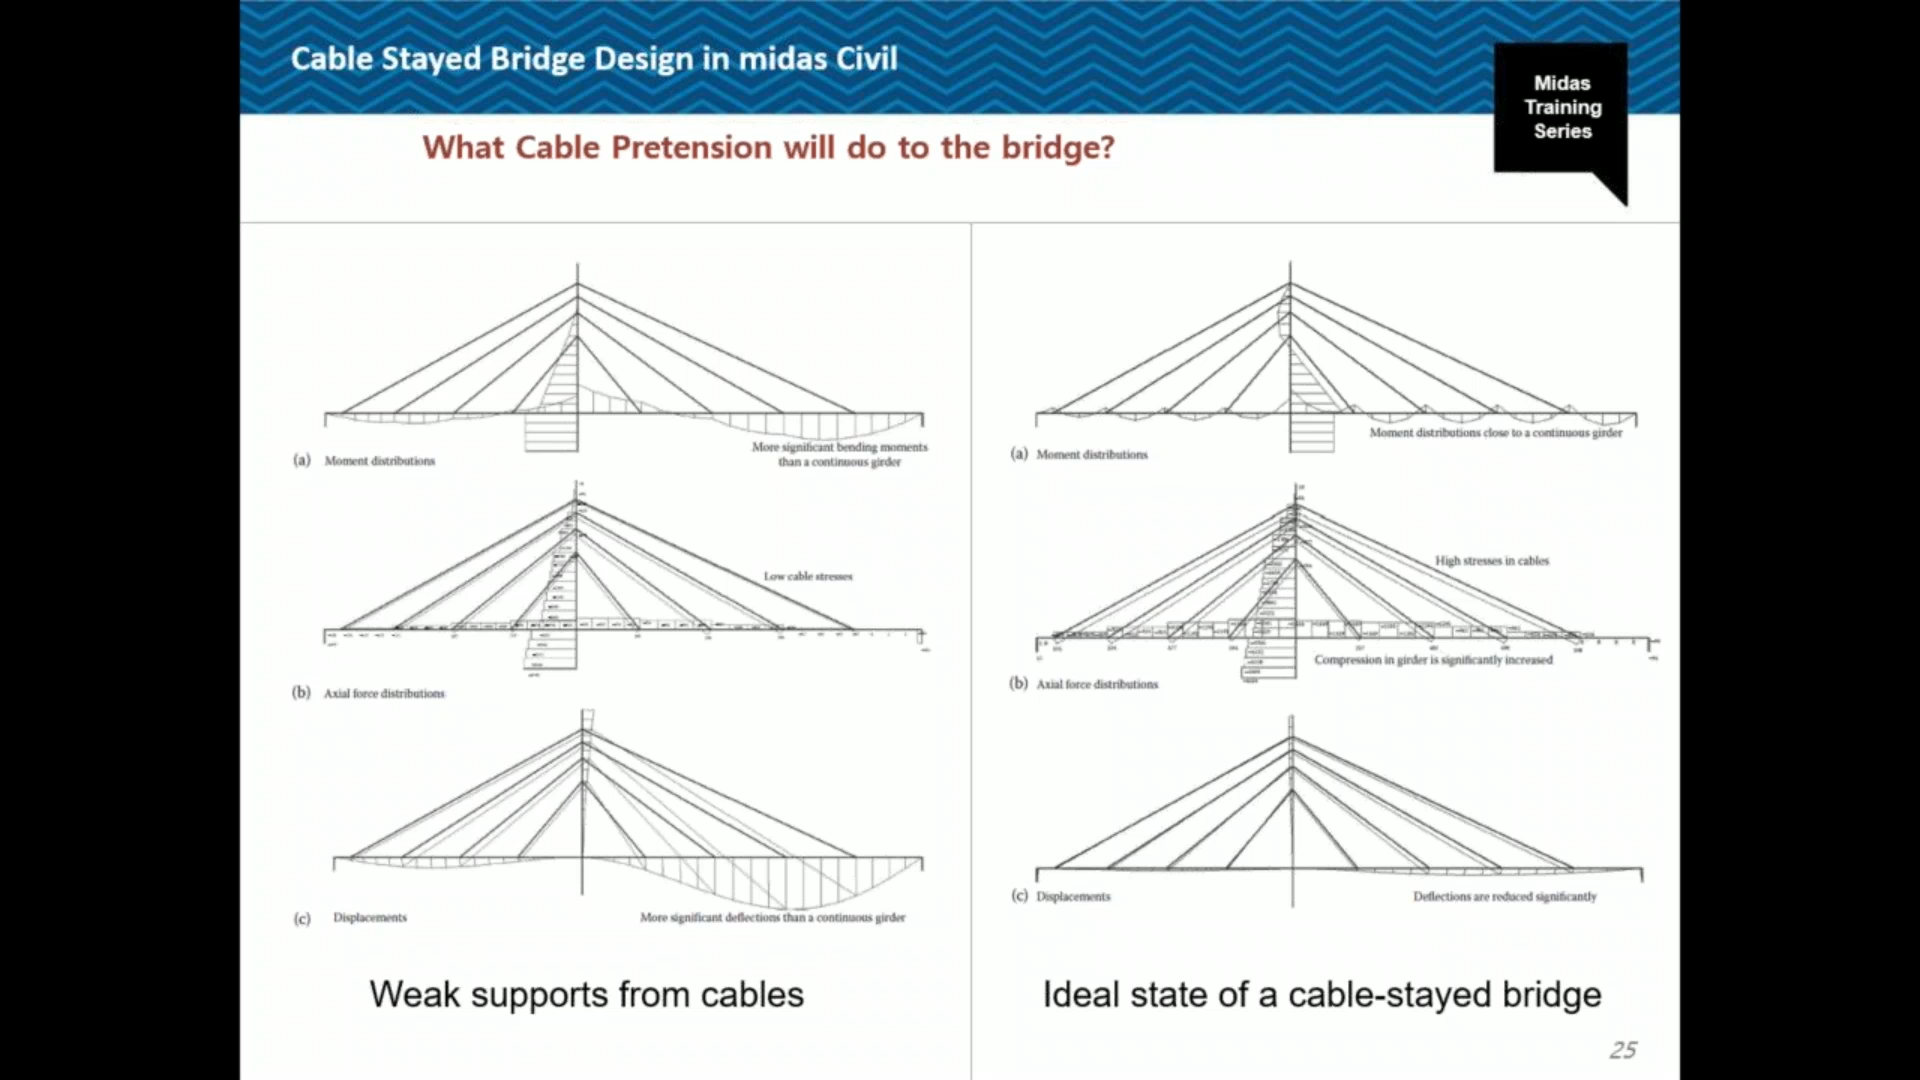 Cable Stayed Bridge Design in midas Civil
Midas
Training
Series
What Cable Pretension will do to the bridge?
More significant bending moments
than a continuous girder
(a) Moment distributions
Low cable stresses
(b) Axial force distributions
(c) Displacements
More significant deflections than a continuous girder
Weak supports from cables
Moment distributions close to a continuous girder
(a) Moment distributions
High stresses in cables
Compression in girder is significantly increased
(b) Axial force distributions
(c) Displacements
Deflections are reduced significantly
Ideal state of a cable-stayed bridge
25